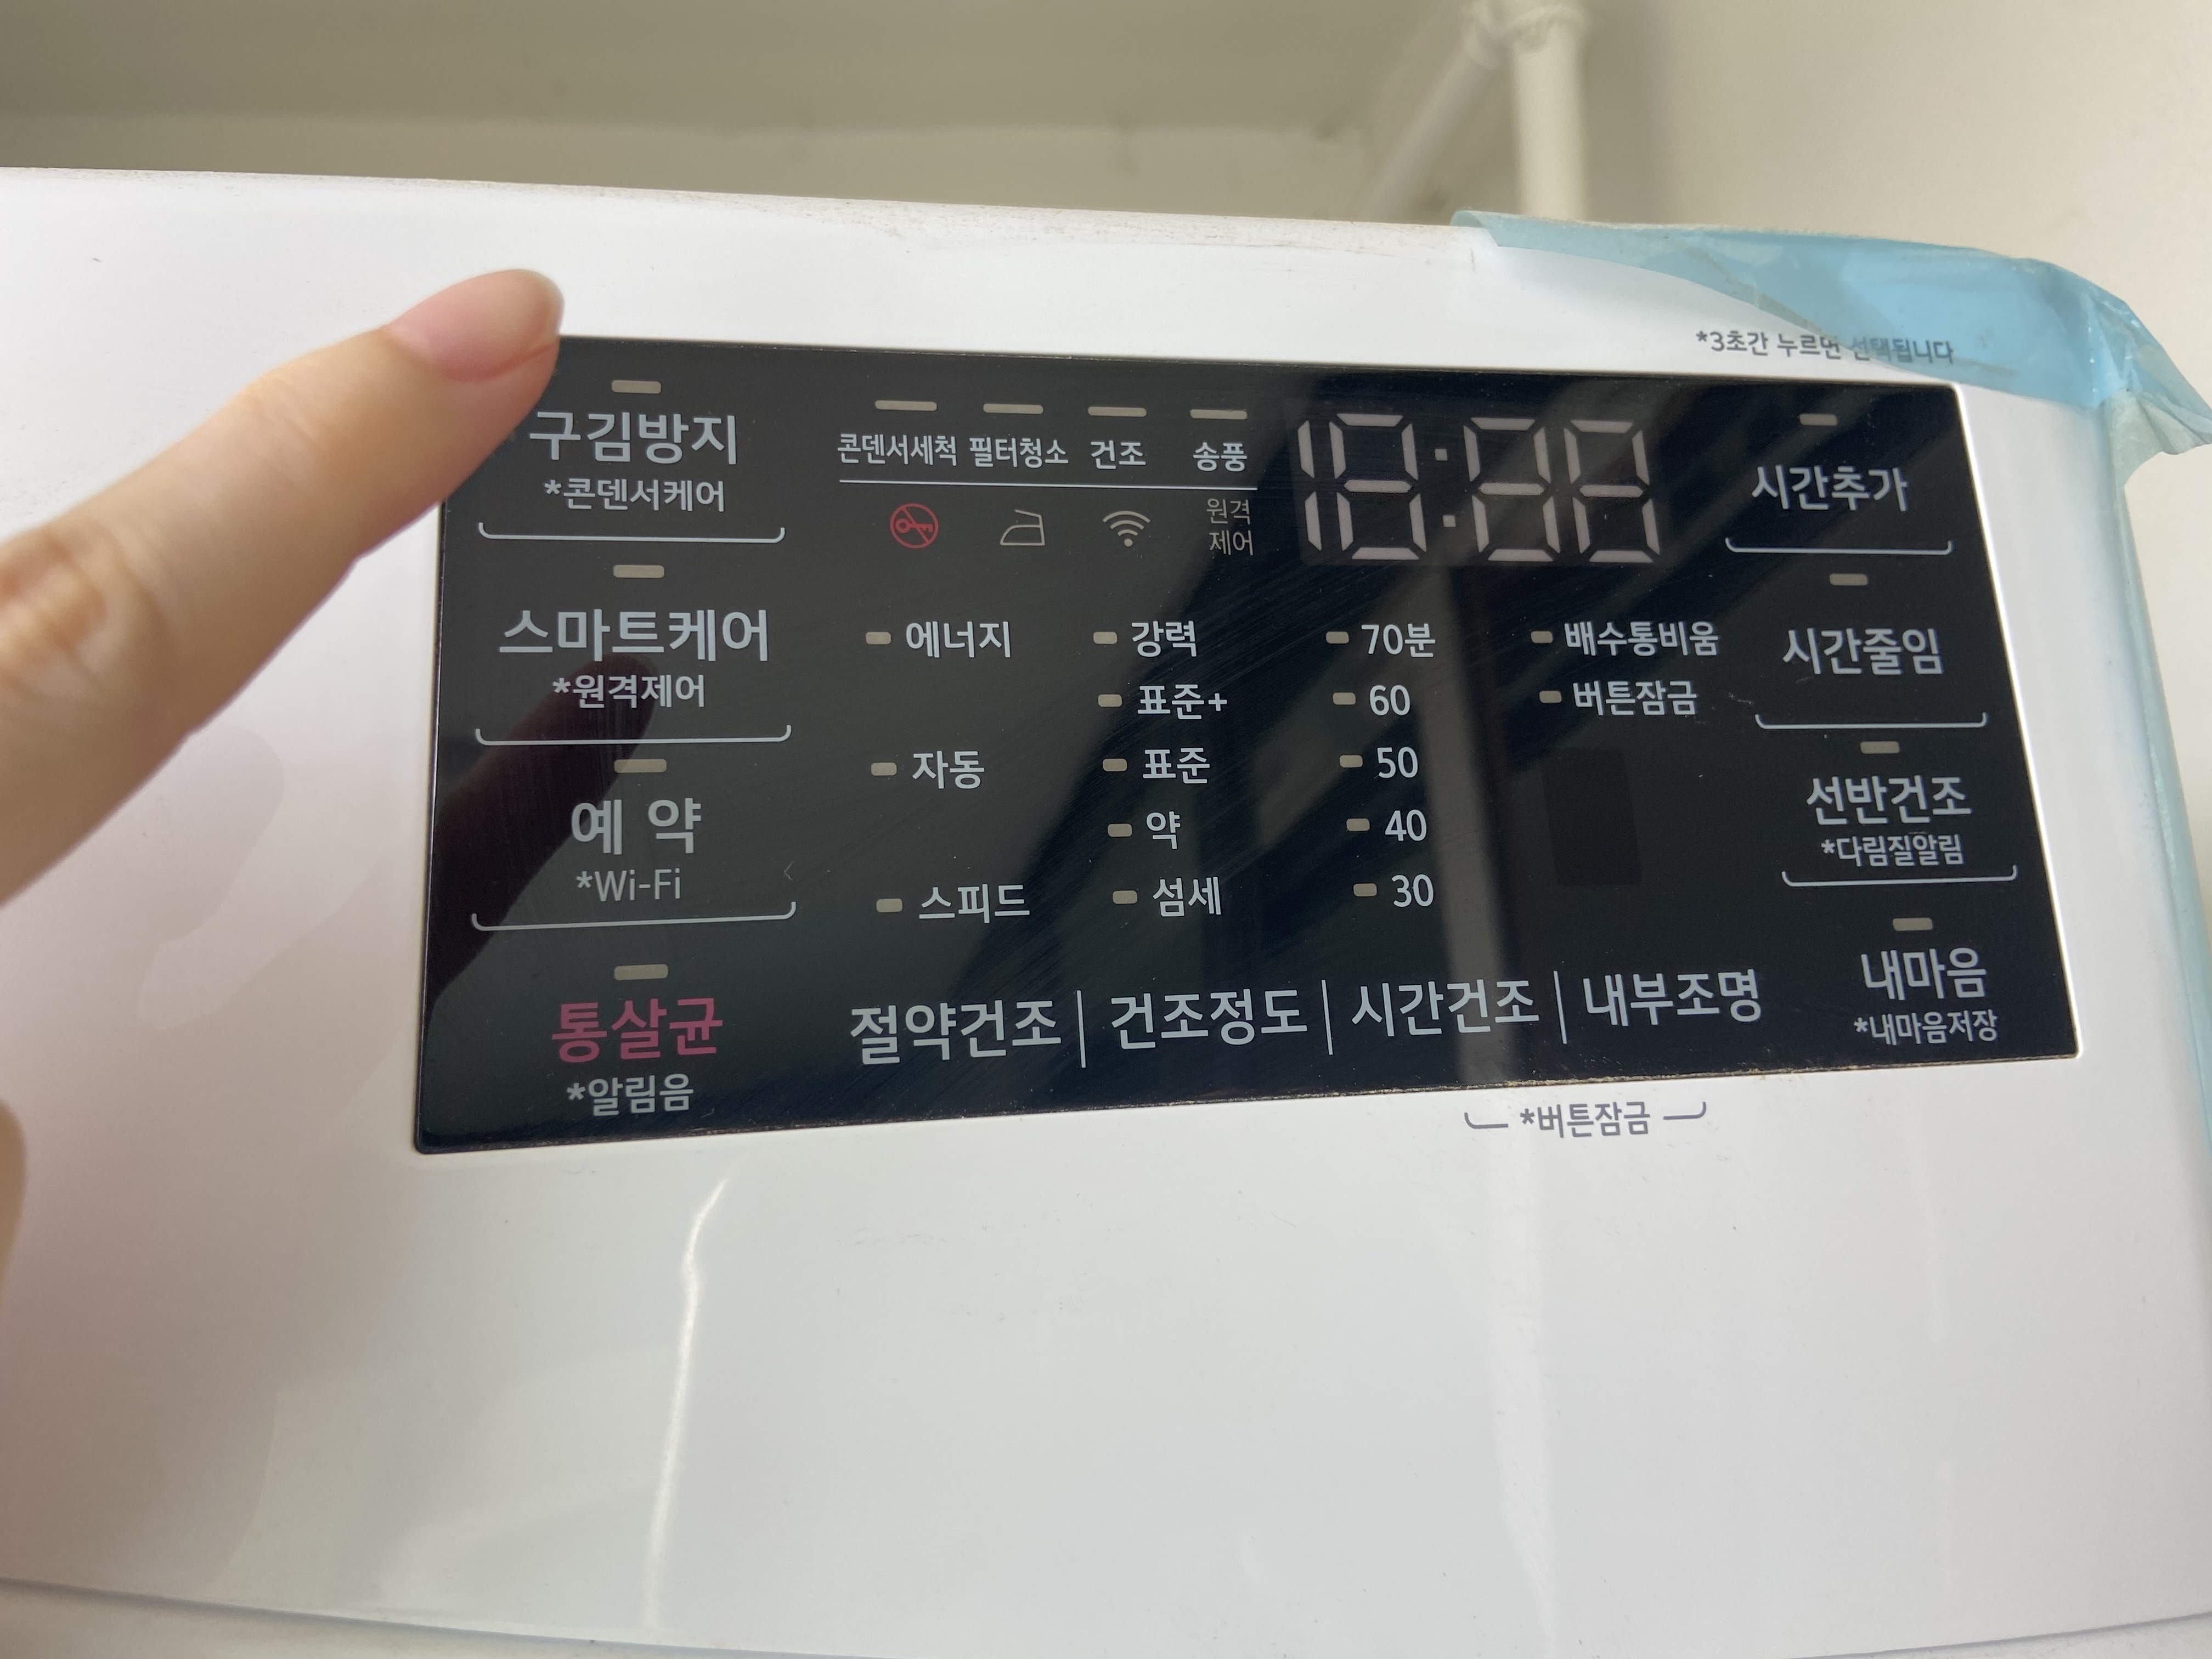 *3초간 누르면 선택됩니다
구김방지
*콘덴서케어
스마트케어
*원격제어
예약
*Wi-Fi
통살균
*알림음
콘덴서세척 필터청소 건조 송풍
원격
제어
18:88
에너지 강력 70분 배수통비움
표준+ 60 버튼잠금
자동 표준 50
약 40
스피드 섬세 30
절약건조 | 건조정도 | 시간건조 | 내부조명
시간추가
시간줄임
선반건조
*다림질알림
내마음
*내마음저장
*버튼잠금